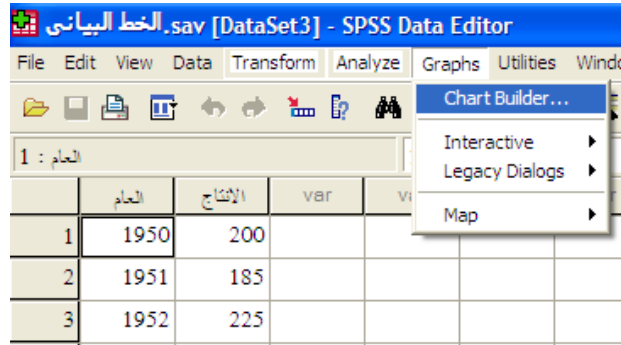 الخط البيانى.sav [DataSet3] - SPSS Data Editor
File Edit View Data Transform Analyze Graphs Utilities Windo
Chart Builder...
Interactive
Legacy Dialogs
Map
1 : العام
العام الانتاج var
1 1950 200
2 1951 185
3 1952 225